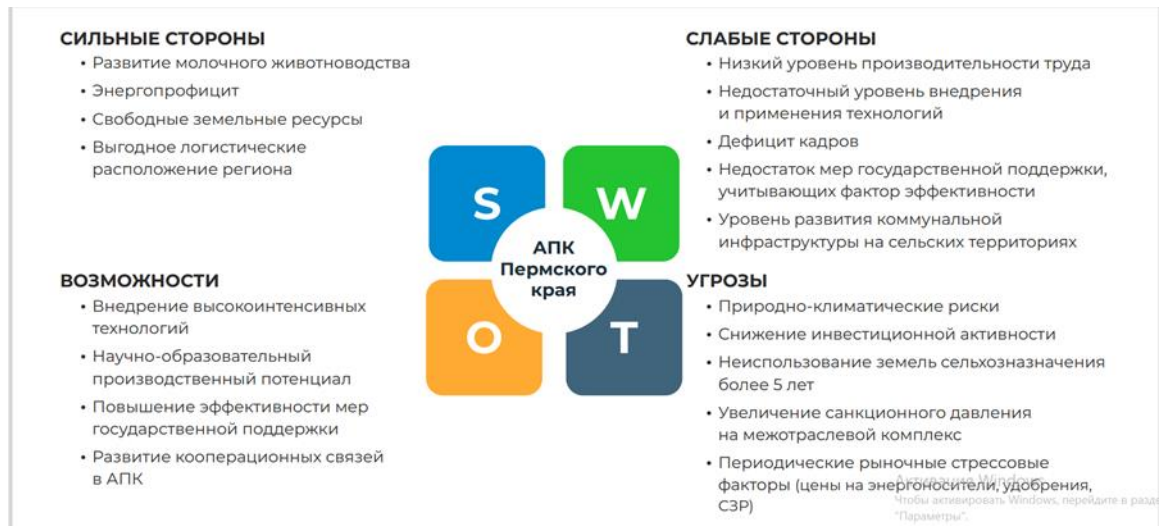 СИЛЬНЫЕ СТОРОНЫ
• Развитие молочного животноводства
• Энергопрофицит
• Свободные земельные ресурсы
• Выгодное логистическое
расположение региона
СЛАБЫЕ СТОРОНЫ
• Низкий уровень производительности труда
• Недостаточный уровень внедрения
и применения технологий
• Дефицит кадров
• Недостаток мер государственной поддержки,
учитывающих фактор эффективности
• Уровень развития коммунальной
инфраструктуры на сельских территориях
S
W
АПК
Пермского
края
O
T
ВОЗМОЖНОСТИ
• Внедрение высокоинтенсивных
технологий
• Научно-образовательный
производственный потенциал
• Повышение эффективности мер
государственной поддержки
• Развитие кооперационных связей
в АПК
УГРОЗЫ
• Природно-климатические риски
• Снижение инвестиционной активности
• Неиспользование земель сельхозназначения
более 5 лет
• Увеличение санкционного давления
на межотраслевой комплекс
• Периодические рыночные стрессовые
факторы (цены на энергоносители, удобрения,
СЗР)
Активация Windows
Чтобы активировать Windows, перейдите в разд
"Параметры".